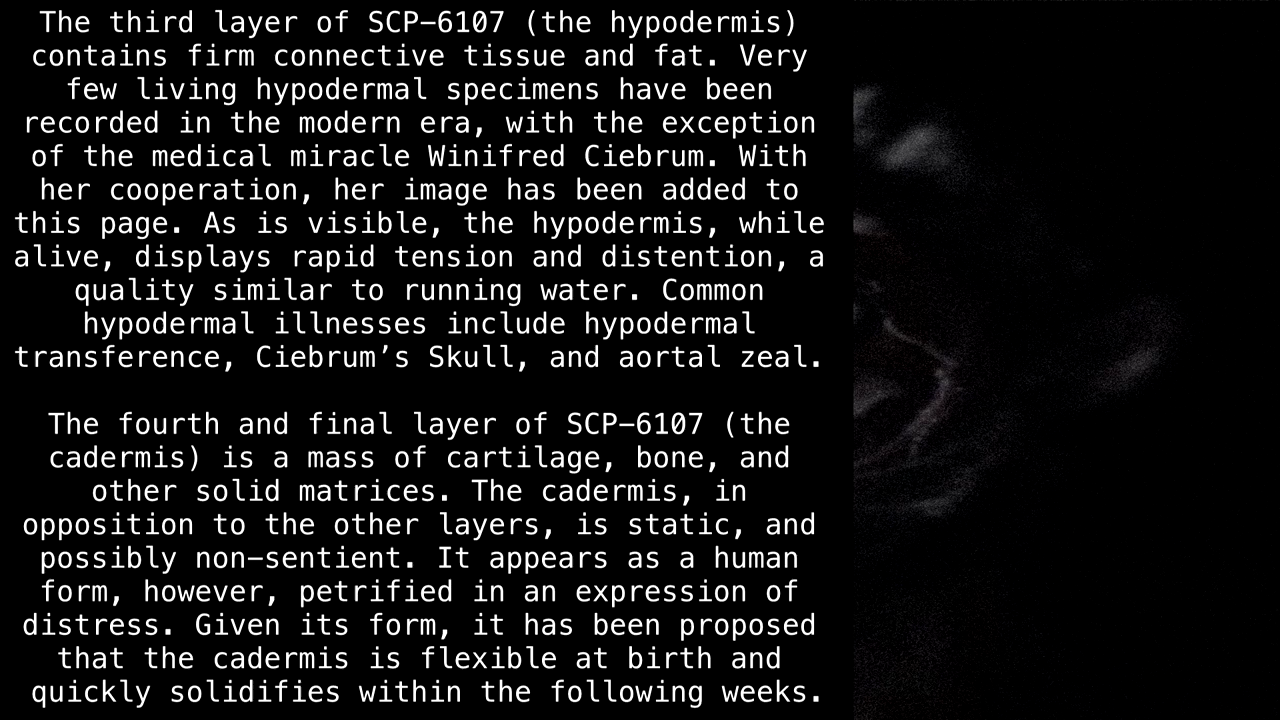 The third layer of SCP–6107 (the hypodermis)
contains firm connective tissue and fat. Very
few living hypodermal specimens have been
recorded in the modern era, with the exception
of the medical miracle Winifred Ciebrum. With
her cooperation, her image has been added to
this page. As is visible, the hypodermis, while
alive, displays rapid tension and distention, a
quality similar to running water. Common
hypodermal illnesses include hypodermal
transference, Ciebrum’s Skull, and aortal zeal.
The fourth and final layer of SCP–6107 (the
cadermis) is a mass of cartilage, bone, and
other solid matrices. The cadermis, in
opposition to the other layers, is static, and
possibly non–sentient. It appears as a human
form, however, petrified in an expression of
distress. Given its form, it has been proposed
that the cadermis is flexible at birth and
quickly solidifies within the following weeks.